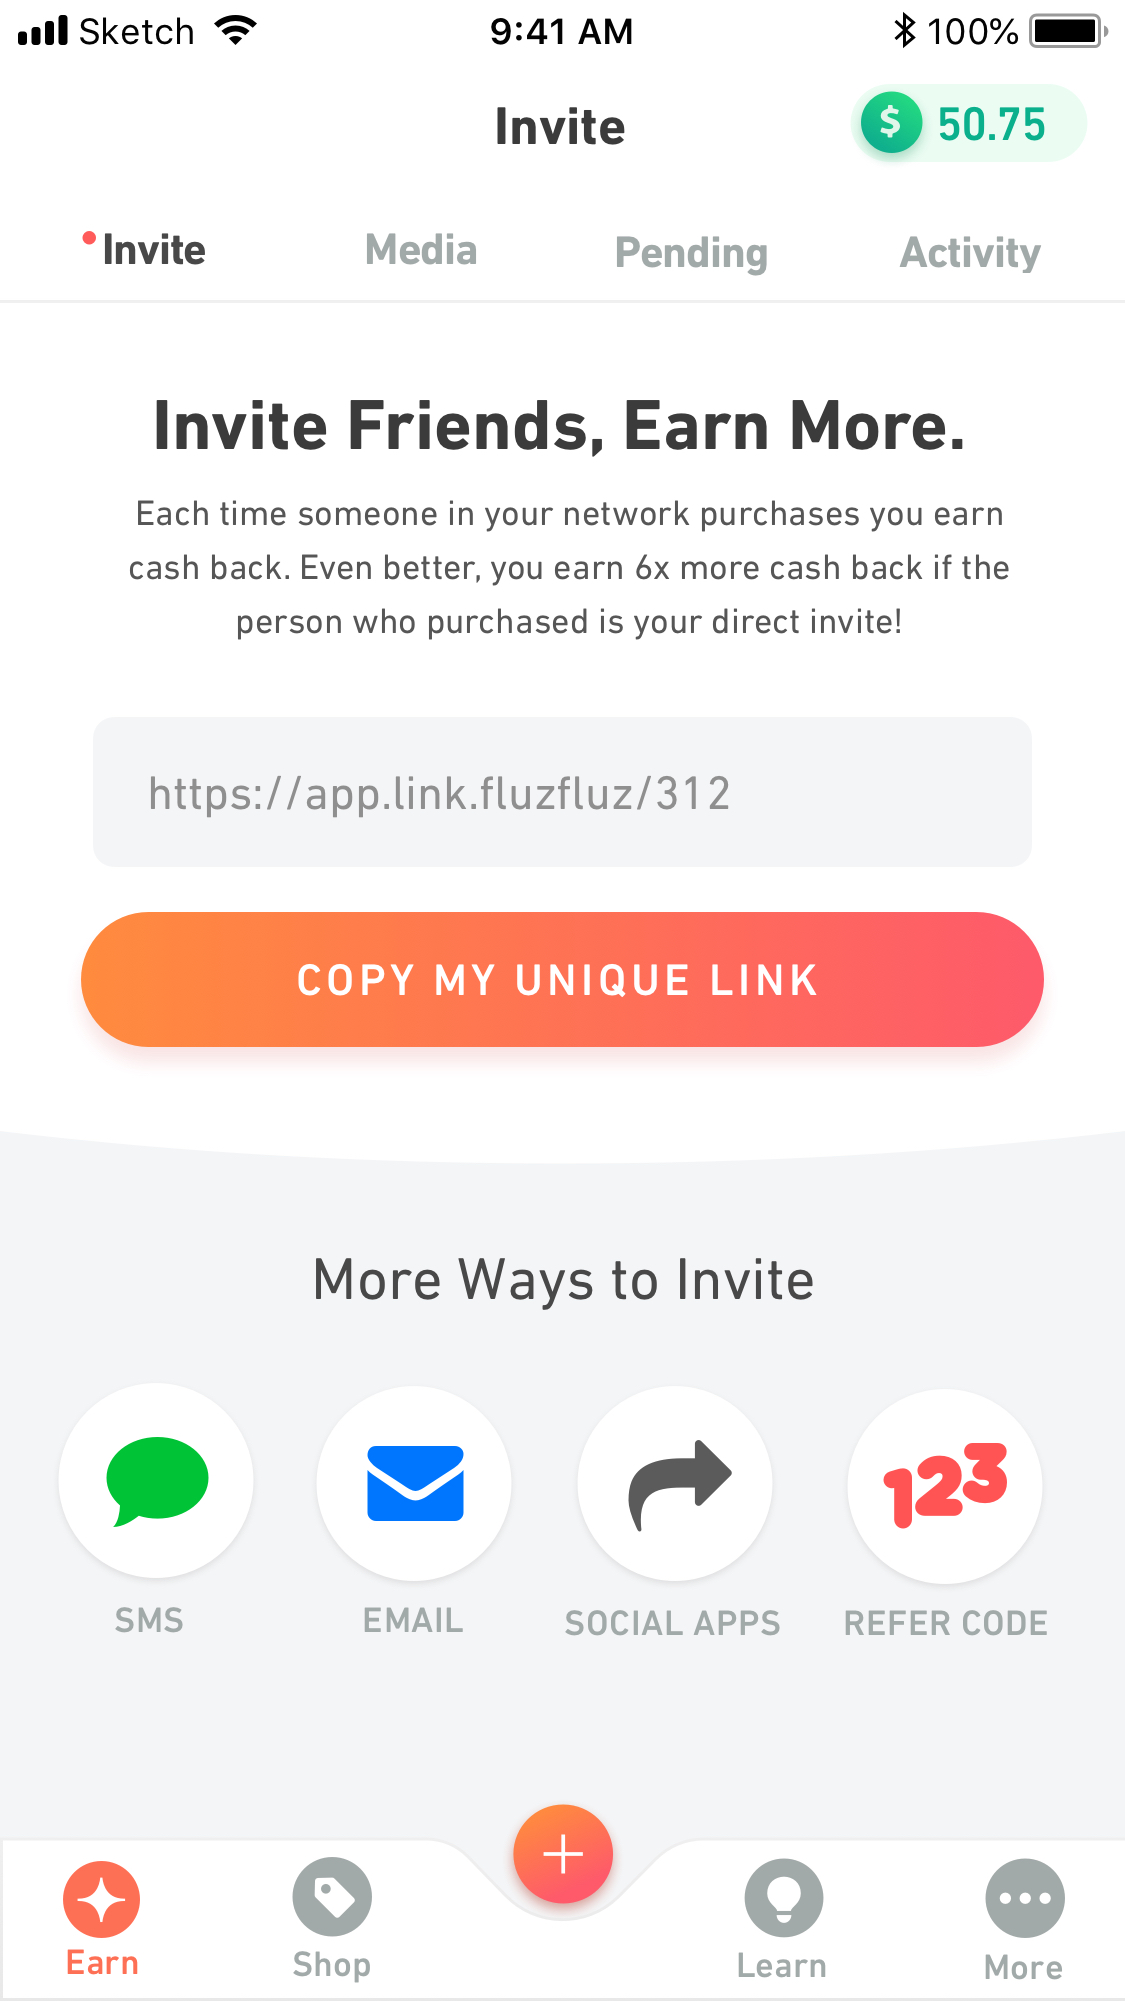 Sketch 9:41 AM 100%
Invite $ 50.75
Invite Media Pending Activity
Invite Friends, Earn More.
Each time someone in your network purchases you earn
cash back. Even better, you earn 6x more cash back if the
person who purchased is your direct invite!
https://app.link.fluzfluz/312
COPY MY UNIQUE LINK
More Ways to Invite
123
SMS EMAIL SOCIAL APPS REFER CODE
Earn Shop Learn More